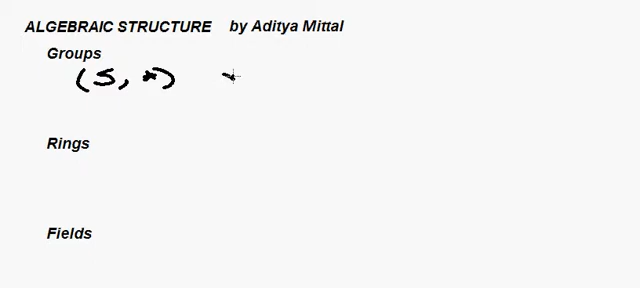 ALGEBRAIC STRUCTURE by Aditya Mittal
Groups
(S, *)
Rings
Fields